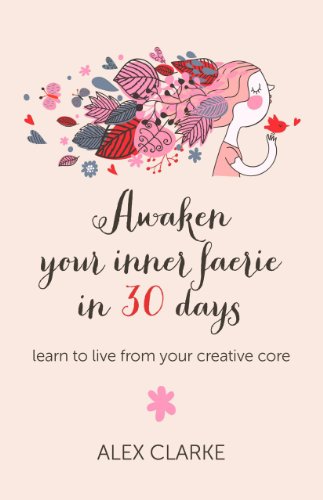 Awaken
your inner faerie
in 30 days
learn to live from your creative core
ALEX CLARKE